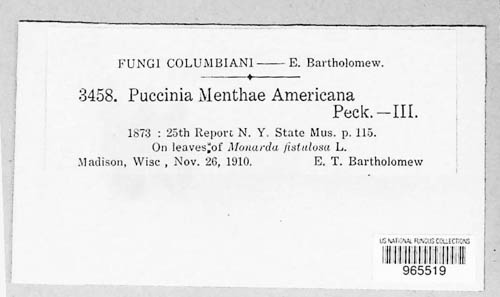 FUNGI COLUMBIANI — E. Bartholomew.
3458. Puccinia Menthae Americana
Peck. — III.
1873 : 25th Report N. Y. State Mus. p. 115.
On leaves of Monarda fistulosa L.
Madison, Wisc , Nov. 26, 1910. E. T. Bartholomew
US NATIONAL FUNGUS COLLECTIONS
965519